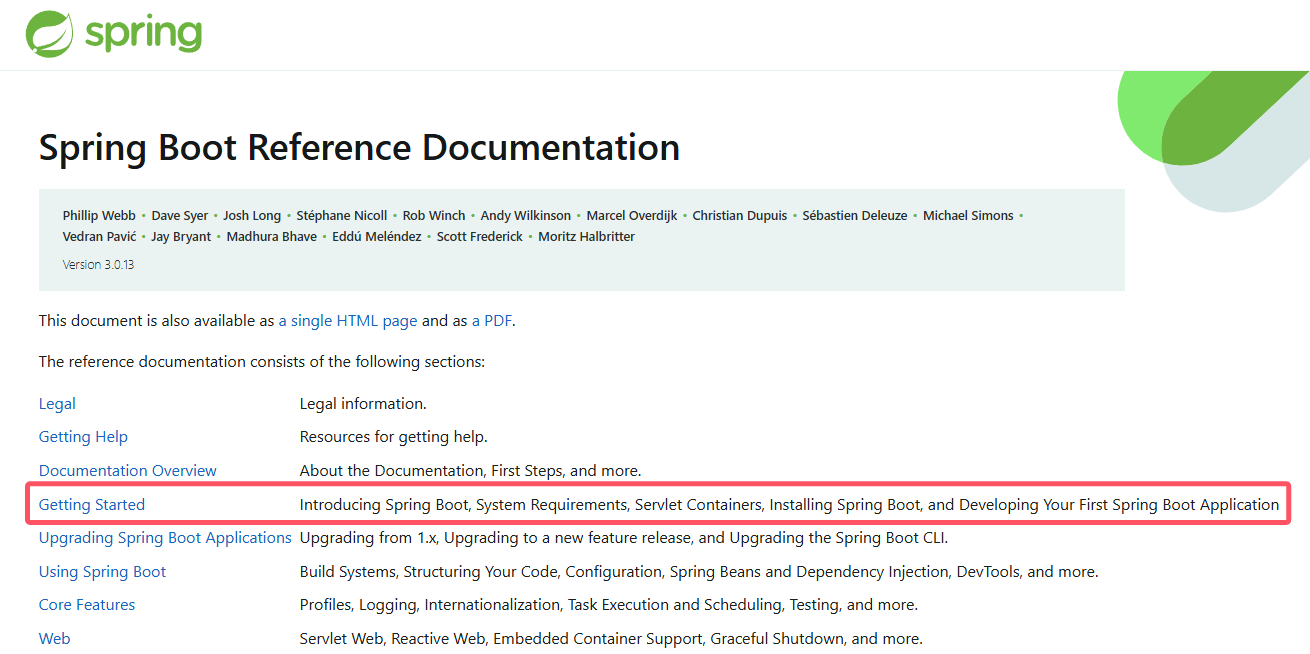 spring
Spring Boot Reference Documentation
Phillip Webb • Dave Syer • Josh Long • Stéphane Nicoll • Rob Winch • Andy Wilkinson • Marcel Overdijk • Christian Dupuis • Sébastien Deleuze • Michael Simons •
Vedran Pavić • Jay Bryant • Madhura Bhave • Eddú Meléndez • Scott Frederick • Moritz Halbritter
Version 3.0.13
This document is also available as a single HTML page and as a PDF.
The reference documentation consists of the following sections:
Legal Legal information.
Getting Help Resources for getting help.
Documentation Overview About the Documentation, First Steps, and more.
Getting Started Introducing Spring Boot, System Requirements, Servlet Containers, Installing Spring Boot, and Developing Your First Spring Boot Application
Upgrading Spring Boot Applications Upgrading from 1.x, Upgrading to a new feature release, and Upgrading the Spring Boot CLI.
Using Spring Boot Build Systems, Structuring Your Code, Configuration, Spring Beans and Dependency Injection, DevTools, and more.
Core Features Profiles, Logging, Internationalization, Task Execution and Scheduling, Testing, and more.
Web Servlet Web, Reactive Web, Embedded Container Support, Graceful Shutdown, and more.